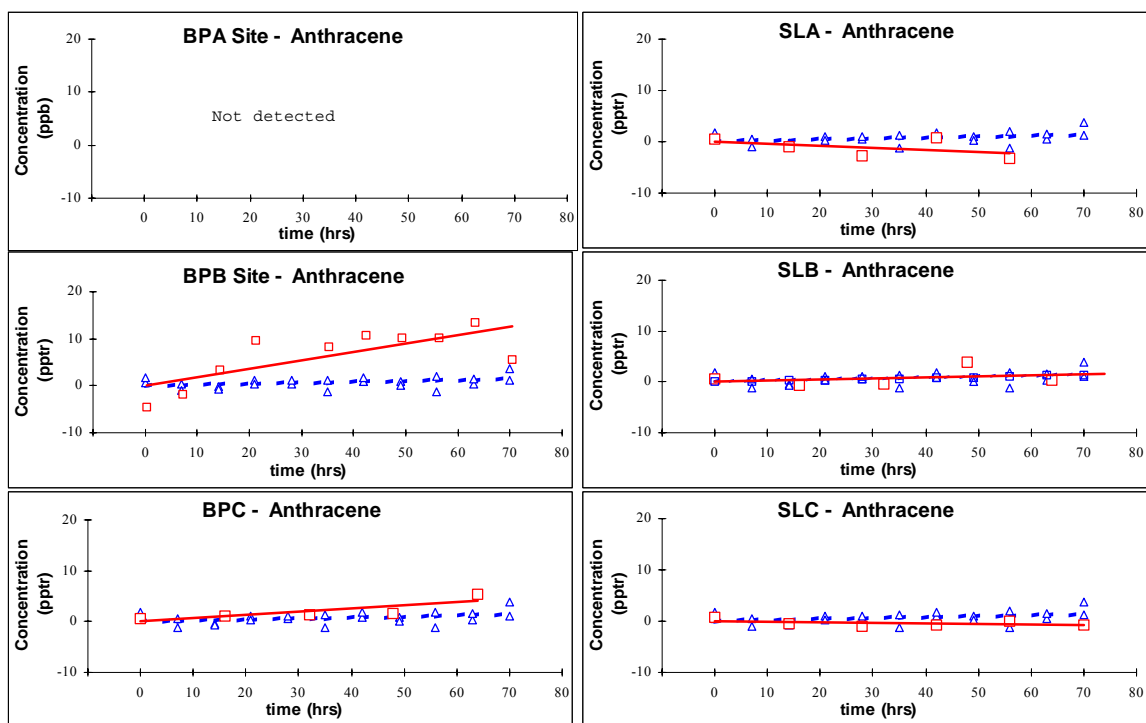 BPA Site - Anthracene
Concentration
(ppb)
20
10
0
-10
Not detected
0 10 20 30 40 50 60 70 80
time (hrs)
SLA - Anthracene
Concentration
(pptr)
20
10
0
-10
0 10 20 30 40 50 60 70 80
time (hrs)
BPB Site - Anthracene
Concentration
(pptr)
20
10
0
-10
0 10 20 30 40 50 60 70 80
time (hrs)
SLB - Anthracene
Concentration
(pptr)
20
10
0
-10
0 10 20 30 40 50 60 70 80
time (hrs)
BPC - Anthracene
Concentration
(pptr)
20
10
0
-10
0 10 20 30 40 50 60 70 80
time (hrs)
SLC - Anthracene
Concentration
(pptr)
20
10
0
-10
0 10 20 30 40 50 60 70 80
time (hrs)